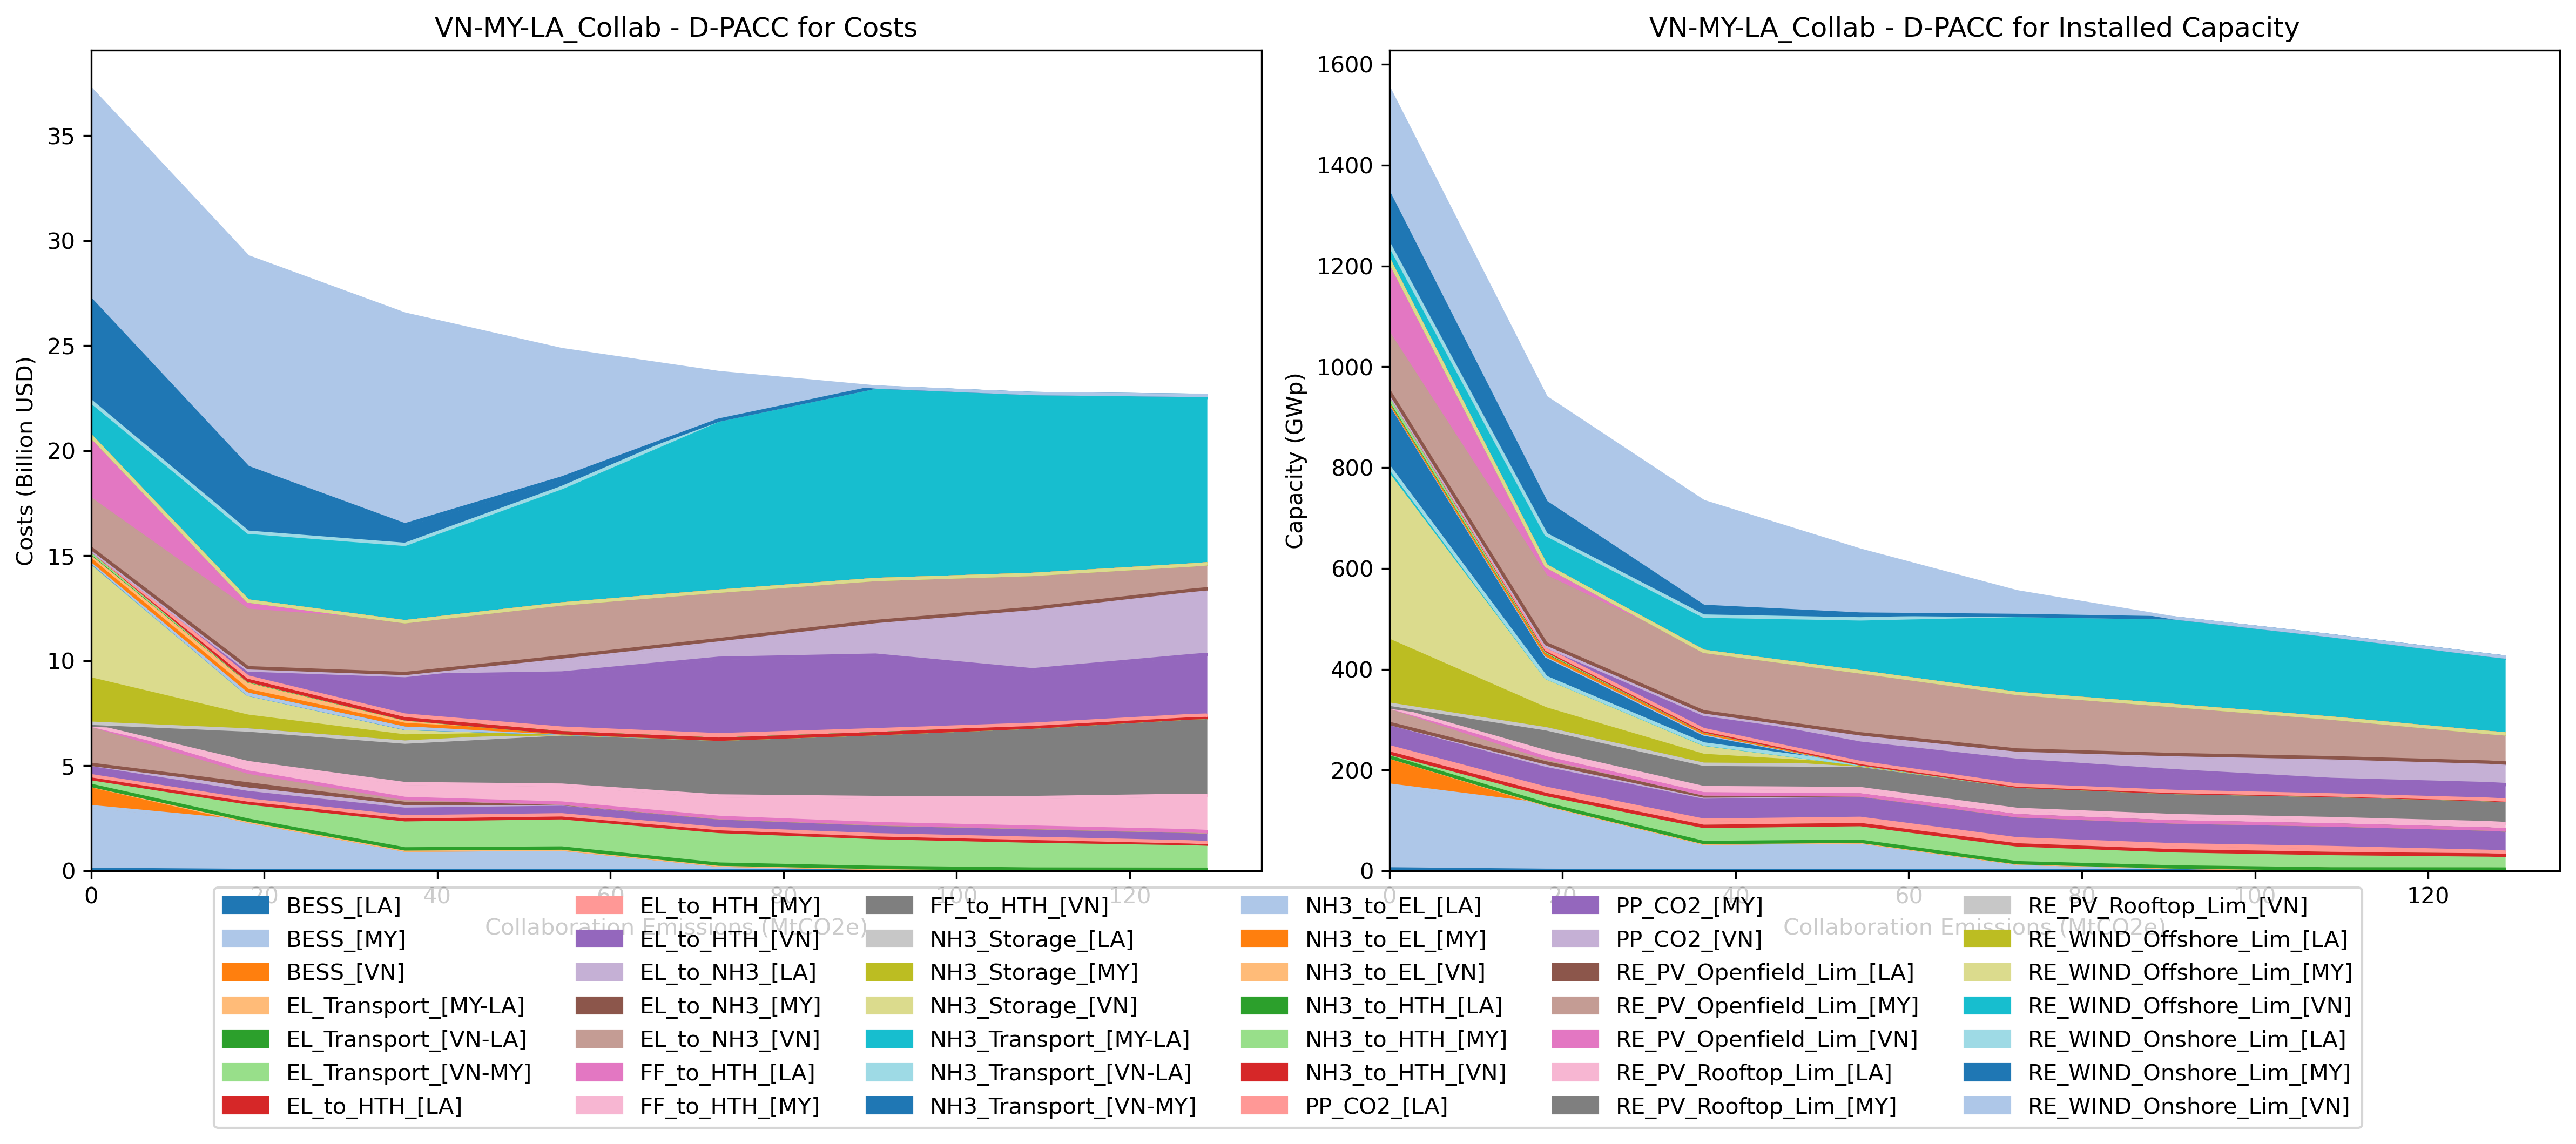 VN-MY-LA_Collab - D-PACC for Costs
Costs (Billion USD)
35
30
25
20
15
10
5
0
0
20
40
60
80
100
120
Collaboration Emissions (MtCO2e)
VN-MY-LA_Collab - D-PACC for Installed Capacity
Capacity (GWp)
1600
1400
1200
1000
800
600
400
200
0
0
20
40
60
80
100
120
Collaboration Emissions (MtCO2e)
BESS_[LA]
BESS_[MY]
BESS_[VN]
EL_Transport_[MY-LA]
EL_Transport_[VN-LA]
EL_Transport_[VN-MY]
EL_to_HTH_[LA]
EL_to_HTH_[MY]
EL_to_HTH_[VN]
EL_to_NH3_[LA]
EL_to_NH3_[MY]
EL_to_NH3_[VN]
FF_to_HTH_[LA]
FF_to_HTH_[MY]
FF_to_HTH_[VN]
NH3_Storage_[LA]
NH3_Storage_[MY]
NH3_Storage_[VN]
NH3_Transport_[MY-LA]
NH3_Transport_[VN-LA]
NH3_Transport_[VN-MY]
NH3_to_EL_[LA]
NH3_to_EL_[MY]
NH3_to_EL_[VN]
NH3_to_HTH_[LA]
NH3_to_HTH_[MY]
NH3_to_HTH_[VN]
PP_CO2_[LA]
PP_CO2_[MY]
PP_CO2_[VN]
RE_PV_Openfield_Lim_[LA]
RE_PV_Openfield_Lim_[MY]
RE_PV_Openfield_Lim_[VN]
RE_PV_Rooftop_Lim_[LA]
RE_PV_Rooftop_Lim_[MY]
RE_PV_Rooftop_Lim_[VN]
RE_WIND_Offshore_Lim_[LA]
RE_WIND_Offshore_Lim_[MY]
RE_WIND_Offshore_Lim_[VN]
RE_WIND_Onshore_Lim_[LA]
RE_WIND_Onshore_Lim_[MY]
RE_WIND_Onshore_Lim_[VN]